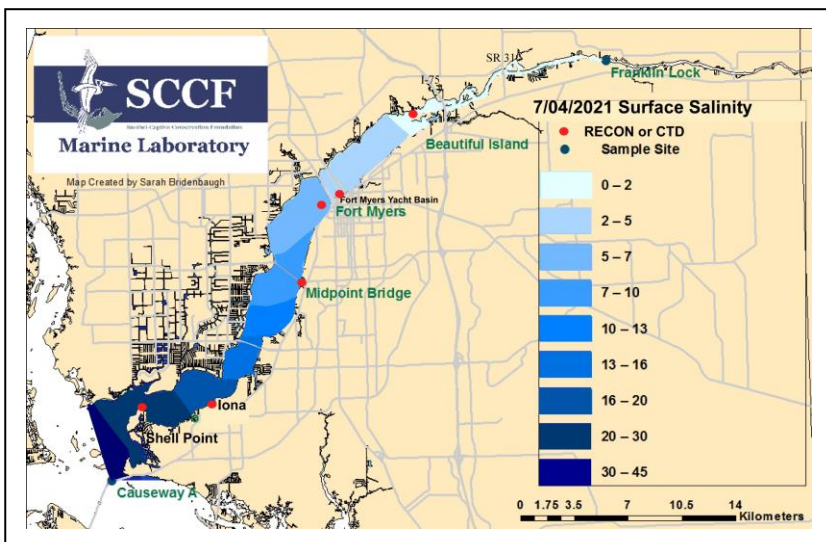 SCCF
Sanibel-Captiva Conservation Foundation
Marine Laboratory
Map Created by Sarah Bridenbaugh
I-75
SR 31
Franklin Lock
Beautiful Island
Fort Myers Yacht Basin
Fort Myers
Midpoint Bridge
Iona
Shell Point
Causeway A
7/04/2021 Surface Salinity
RECON or CTD
Sample Site
0 – 2
2 – 5
5 – 7
7 – 10
10 – 13
13 – 16
16 – 20
20 – 30
30 – 45
0 1.75 3.5 7 10.5 14
Kilometers